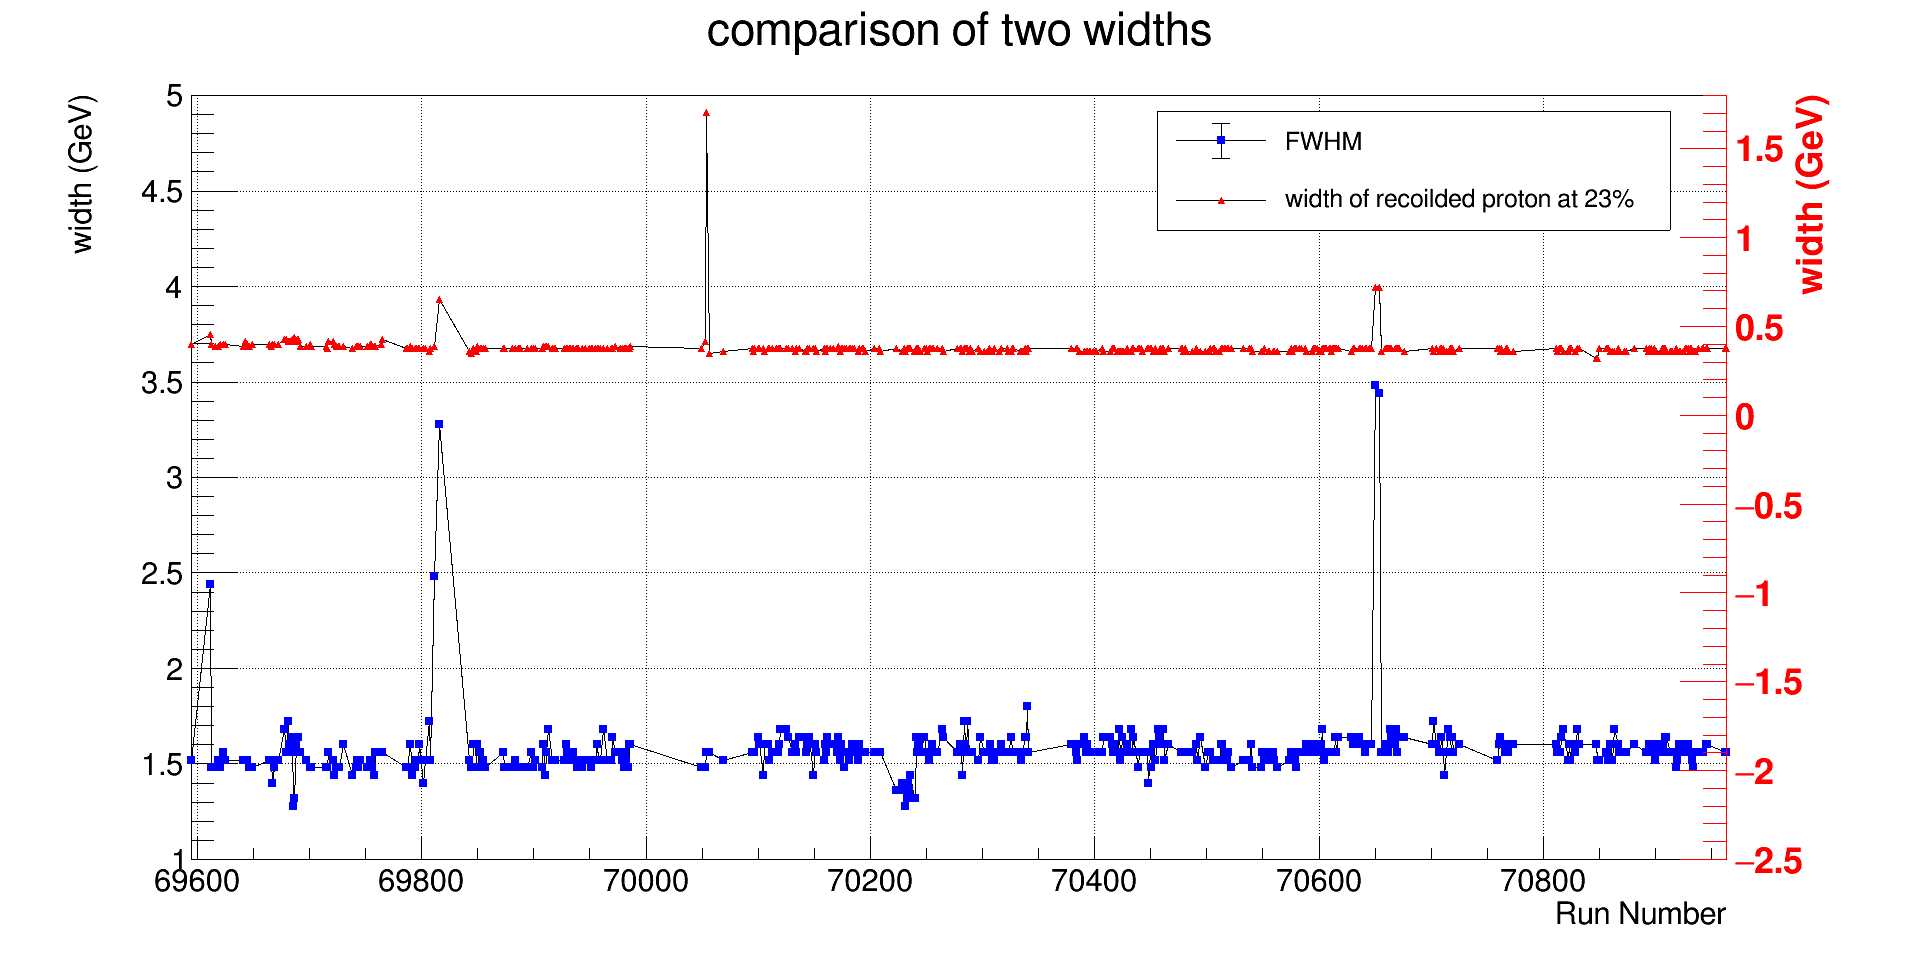 comparison of two widths
width (GeV)
5
4.5
4
3.5
3
2.5
2
1.5
1
FWHM
width of recoilded proton at 23%
width (GeV)
1.5
1
0.5
0
−0.5
−1
−1.5
−2
−2.5
69600 69800 70000 70200 70400 70600 70800
Run Number